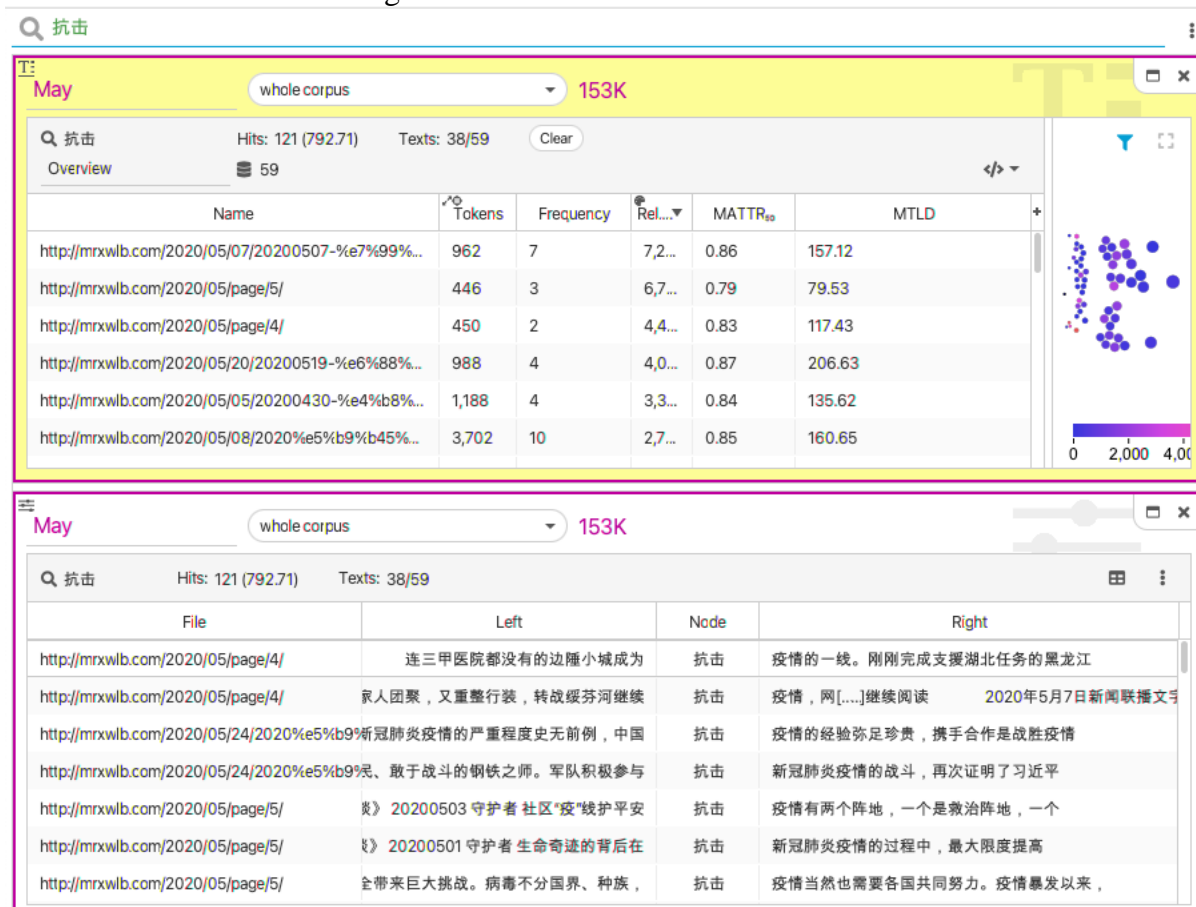 抗击
May whole corpus 153K
抗击 Hits: 121 (792.71) Texts: 38/59 Clear
Overview 59 </>
Name Tokens Frequency Rel....▼ MATTR₅₀ MTLD +
http://mrxwlb.com/2020/05/07/20200507-%e7%99%... 962 7 7,2... 0.86 157.12
http://mrxwlb.com/2020/05/page/5/ 446 3 6,7... 0.79 79.53
http://mrxwlb.com/2020/05/page/4/ 450 2 4,4... 0.83 117.43
http://mrxwlb.com/2020/05/20/20200519-%e6%88%... 988 4 4,0... 0.87 206.63
http://mrxwlb.com/2020/05/05/20200430-%e4%b8%... 1,188 4 3,3... 0.84 135.62
http://mrxwlb.com/2020/05/08/2020%e5%b9%b45%... 3,702 10 2,7... 0.85 160.65
0 2,000 4,00
May whole corpus 153K
抗击 Hits: 121 (792.71) Texts: 38/59
File Left Node Right
http://mrxwlb.com/2020/05/page/4/ 连三甲医院都没有的边陲小城成为 抗击 疫情的一线。刚刚完成支援湖北任务的黑龙江
http://mrxwlb.com/2020/05/page/4/ 家人团聚，又重整行装，转战绥芬河继续 抗击 疫情，网[.....]继续阅读 2020年5月7日新闻联播文字
http://mrxwlb.com/2020/05/24/2020%e5%b9% 新冠肺炎疫情的严重程度史无前例，中国 抗击 疫情的经验弥足珍贵，携手合作是战胜疫情
http://mrxwlb.com/2020/05/24/2020%e5%b9% 民、敢于战斗的钢铁之师。军队积极参与 抗击 新冠肺炎疫情的战斗，再次证明了习近平
http://mrxwlb.com/2020/05/page/5/ 》 20200503 守护者 社区“疫”线护平安 抗击 疫情有两个阵地，一个是救治阵地，一个
http://mrxwlb.com/2020/05/page/5/ 》 20200501 守护者 生命奇迹的背后在 抗击 新冠肺炎疫情的过程中，最大限度提高
http://mrxwlb.com/2020/05/page/5/ 全带来巨大挑战。病毒不分国界、种族， 抗击 疫情当然也需要各国共同努力。疫情暴发以来，